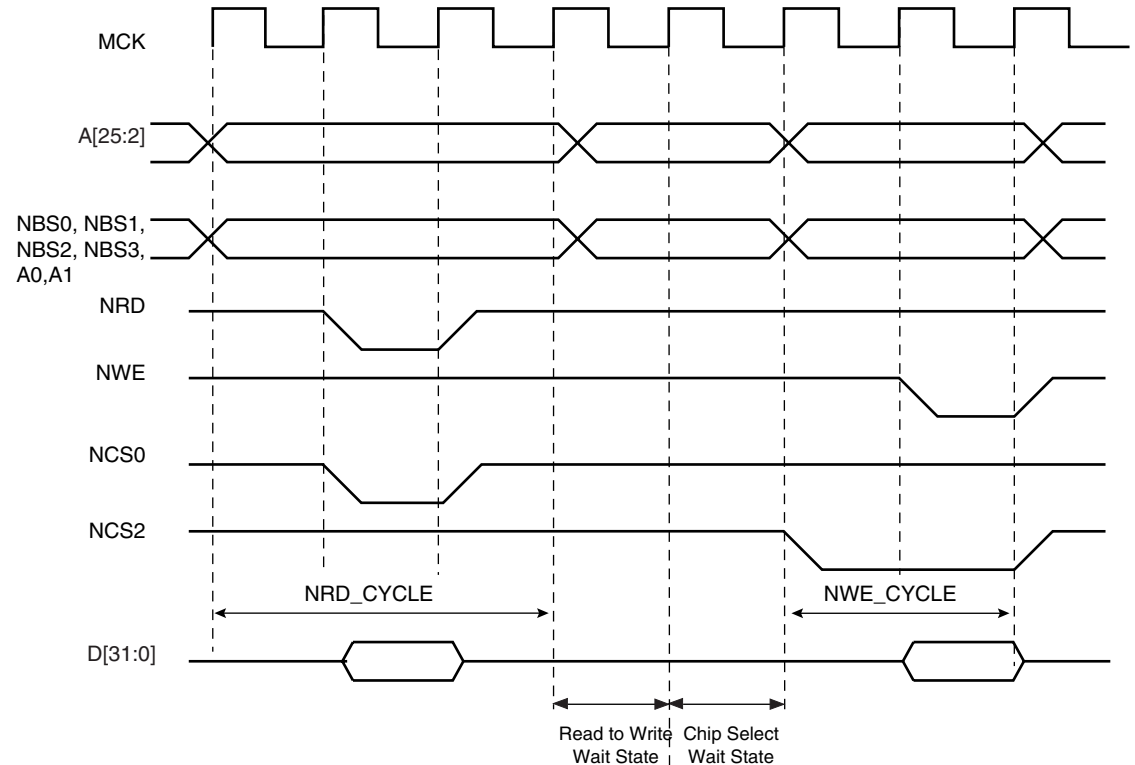 MCK
A[25:2]
NBS0, NBS1,
NBS2, NBS3,
A0,A1
NRD
NWE
NCS0
NCS2
NRD_CYCLE
NWE_CYCLE
D[31:0]
Read to Write
Wait State
Chip Select
Wait State